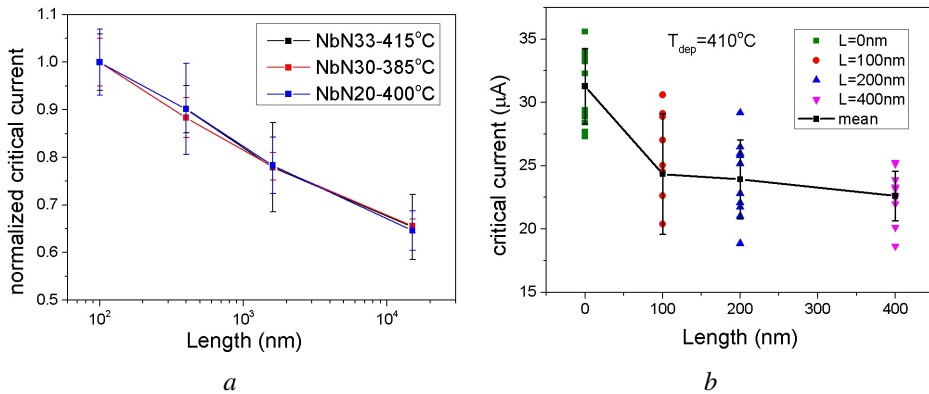 normalized critical current
1.1
1.0
0.9
0.8
0.7
0.6
0.5
NbN33-415°C
NbN30-385°C
NbN20-400°C
10²
10³
10⁴
Length (nm)
a
critical current (μA)
35
30
25
20
15
T_dep=410°C
L=0nm
L=100nm
L=200nm
L=400nm
mean
0
100
200
300
400
Length (nm)
b